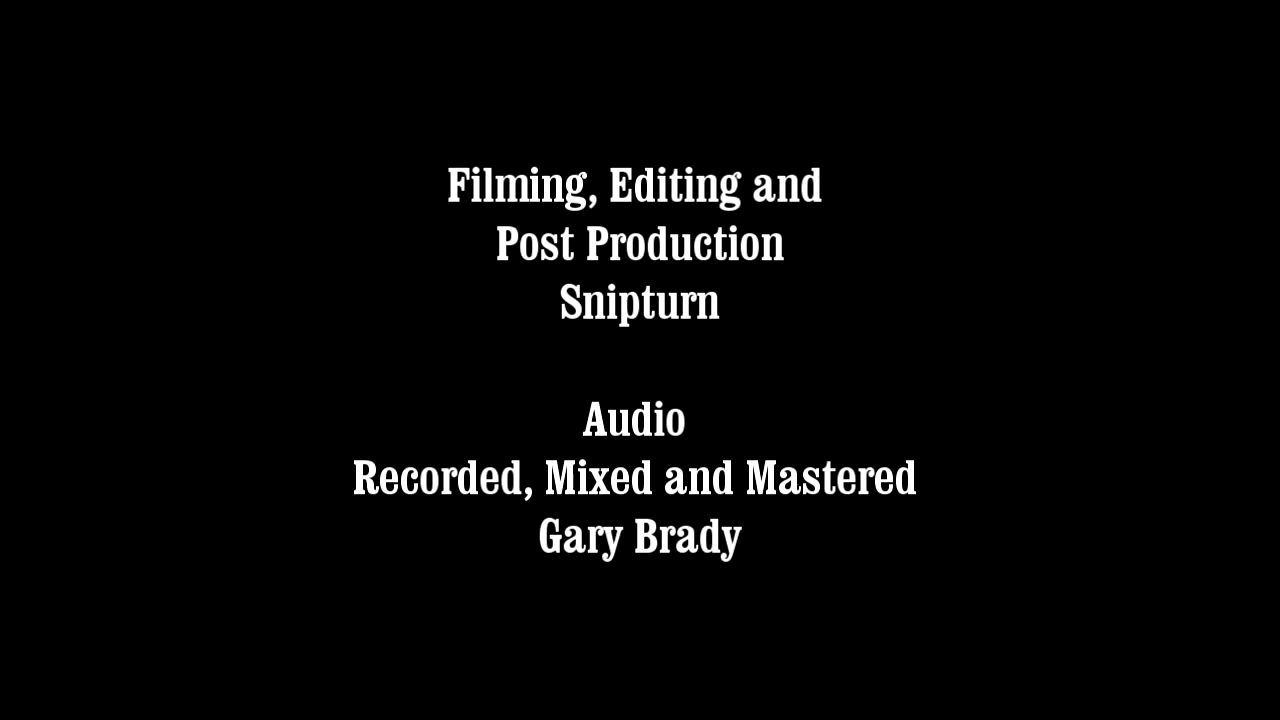 Filming, Editing and
Post Production
Snipturn
Audio
Recorded, Mixed and Mastered
Gary Brady